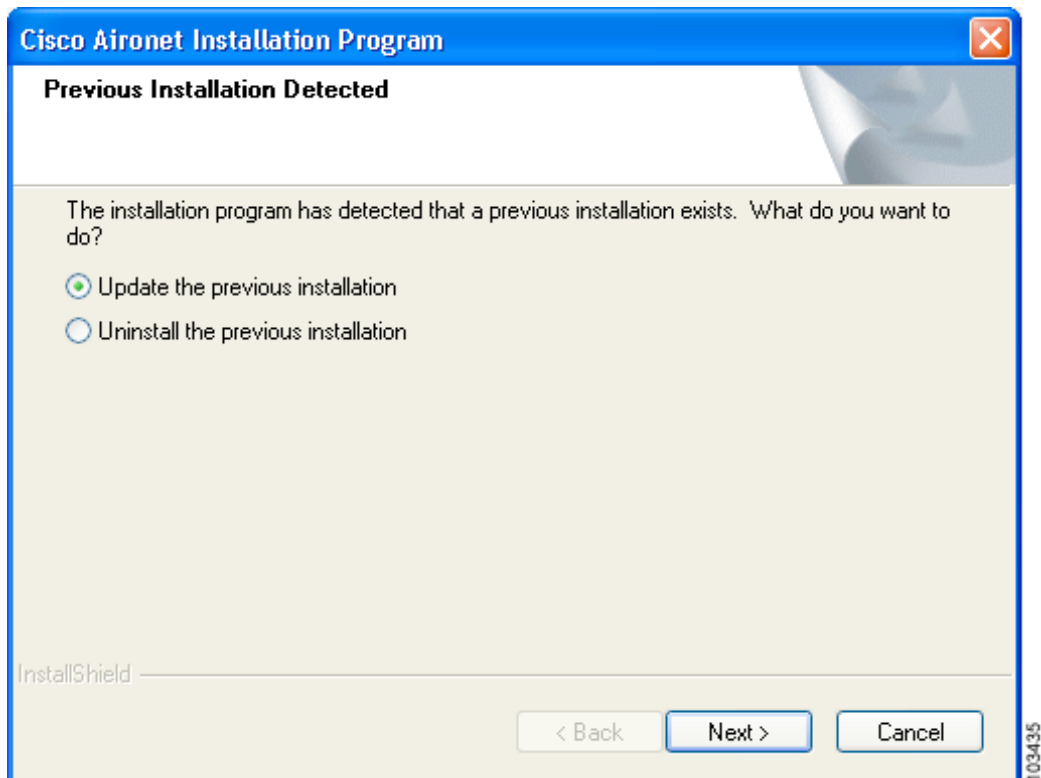 Cisco Aironet Installation Program
Previous Installation Detected
The installation program has detected that a previous installation exists.  What do you want to
do?
Update the previous installation
Uninstall the previous installation
InstallShield
< Back
Next >
Cancel
103435